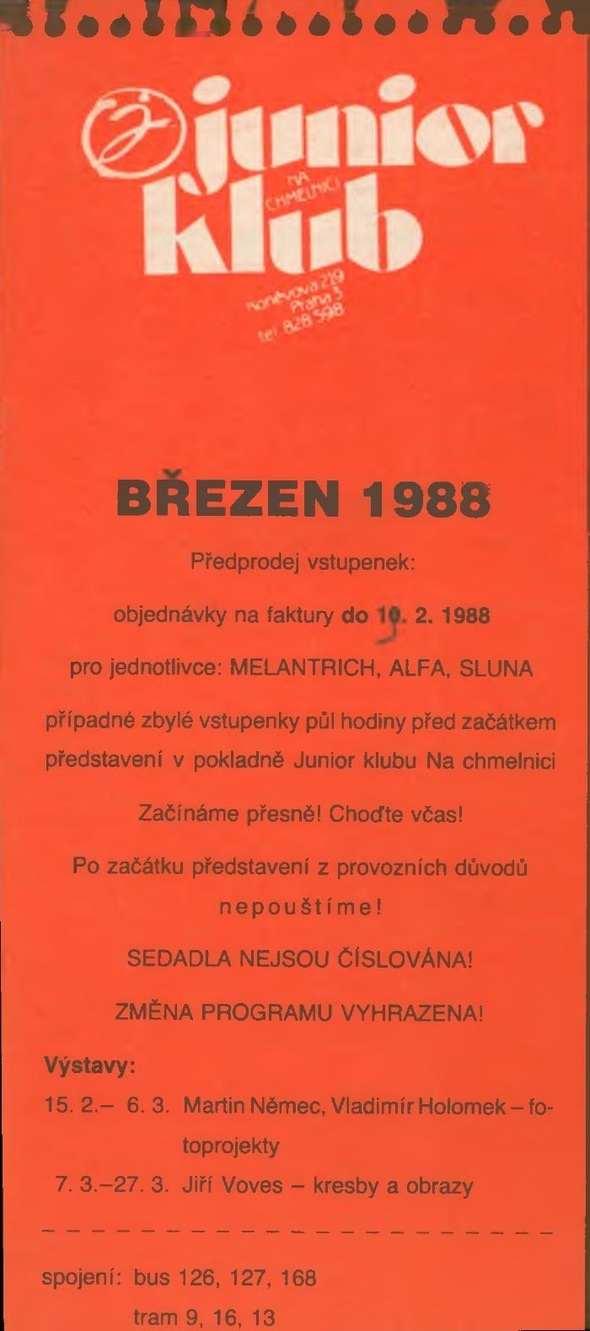 junior
NA
CHMELNICI
klub
Koněvova 219
Praha 3
tel 828 598
BŘEZEN 1988
Předprodej vstupenek:
objednávky na faktury do 19. 2. 1988
pro jednotlivce: MELANTRICH, ALFA, SLUNA
případné zbylé vstupenky půl hodiny před začátkem
představení v pokladně Junior klubu Na chmelnici
Začínáme přesně! Choďte včas!
Po začátku představení z provozních důvodů
nepouštíme!
SEDADLA NEJSOU ČÍSLOVÁNA!
ZMĚNA PROGRAMU VYHRAZENA!
Výstavy:
15. 2.– 6. 3. Martin Němec, Vladimír Holomek – fo-
toprojekty
7. 3.–27. 3. Jiří Voves – kresby a obrazy
spojení: bus 126, 127, 168
tram 9, 16, 13